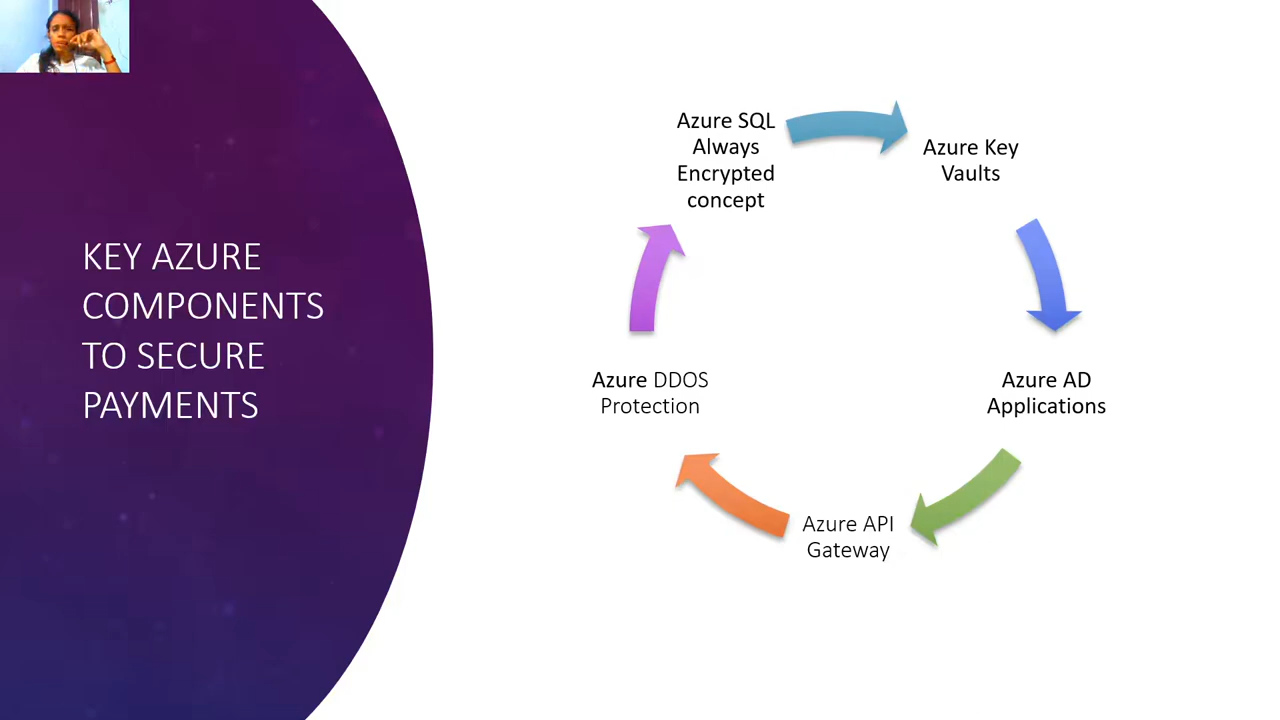 KEY AZURE
COMPONENTS
TO SECURE
PAYMENTS
Azure SQL
Always
Encrypted
concept
Azure Key
Vaults
Azure AD
Applications
Azure API
Gateway
Azure DDOS
Protection